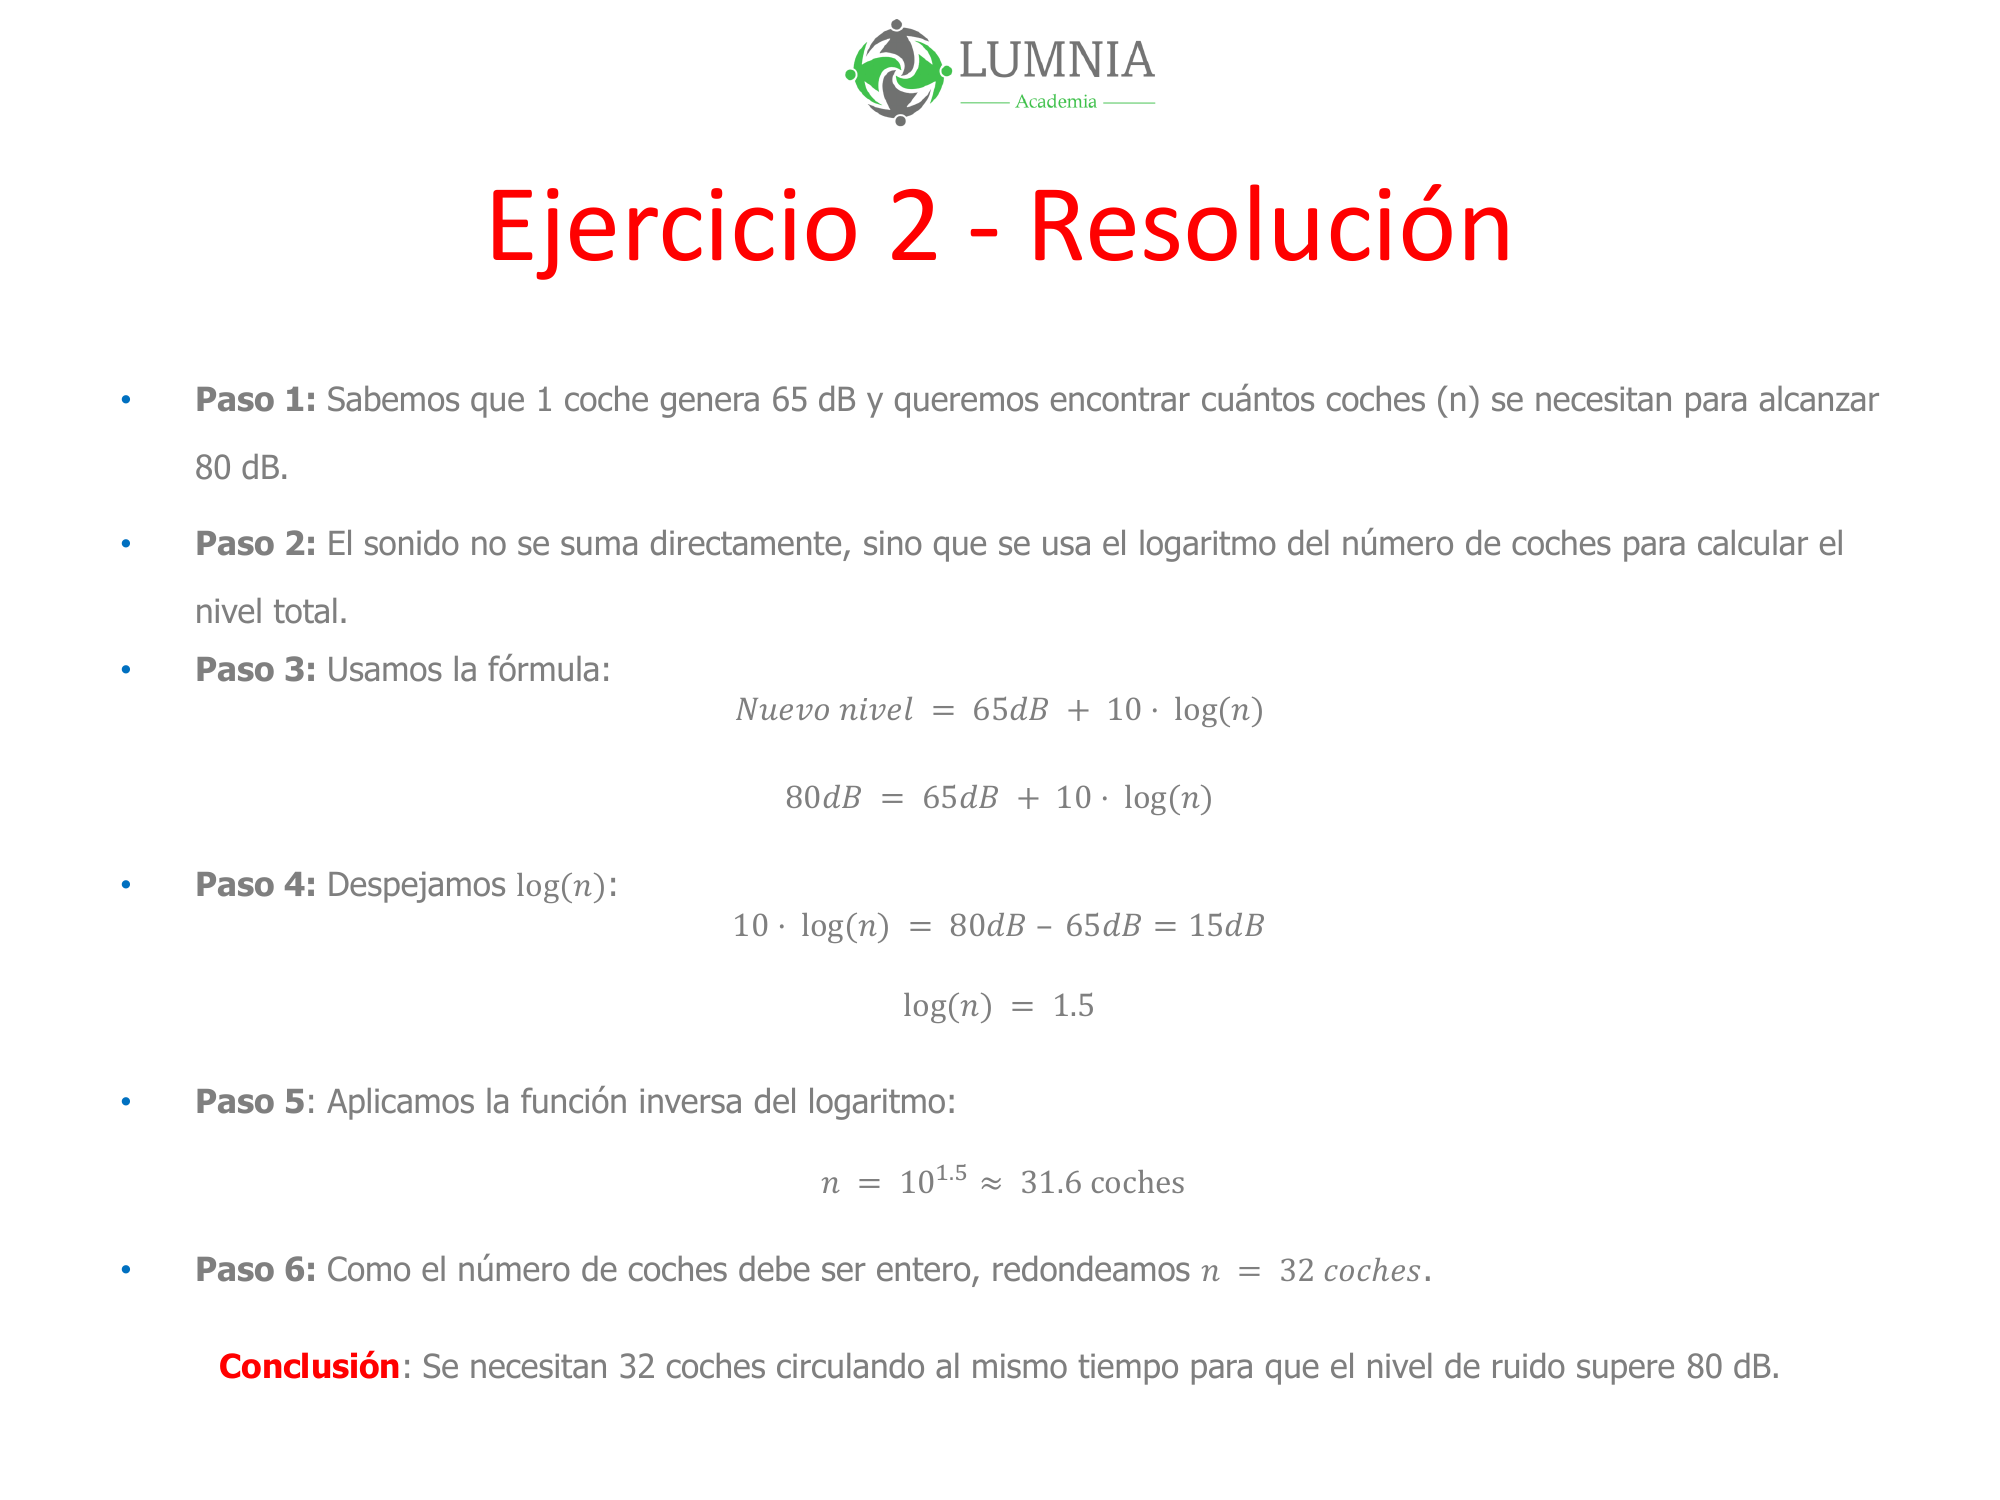 LUMNIA
Academia
Ejercicio 2 - Resolución
• Paso 1: Sabemos que 1 coche genera 65 dB y queremos encontrar cuántos coches (n) se necesitan para alcanzar
80 dB.
• Paso 2: El sonido no se suma directamente, sino que se usa el logaritmo del número de coches para calcular el
nivel total.
• Paso 3: Usamos la fórmula:
Nuevo nivel = 65dB + 10 · log(n)
80dB = 65dB + 10 · log(n)
• Paso 4: Despejamos log(n):
10 · log(n) = 80dB – 65dB = 15dB
log(n) = 1.5
• Paso 5: Aplicamos la función inversa del logaritmo:
n = 10^1.5 ≈ 31.6 coches
• Paso 6: Como el número de coches debe ser entero, redondeamos n = 32 coches.
Conclusión: Se necesitan 32 coches circulando al mismo tiempo para que el nivel de ruido supere 80 dB.